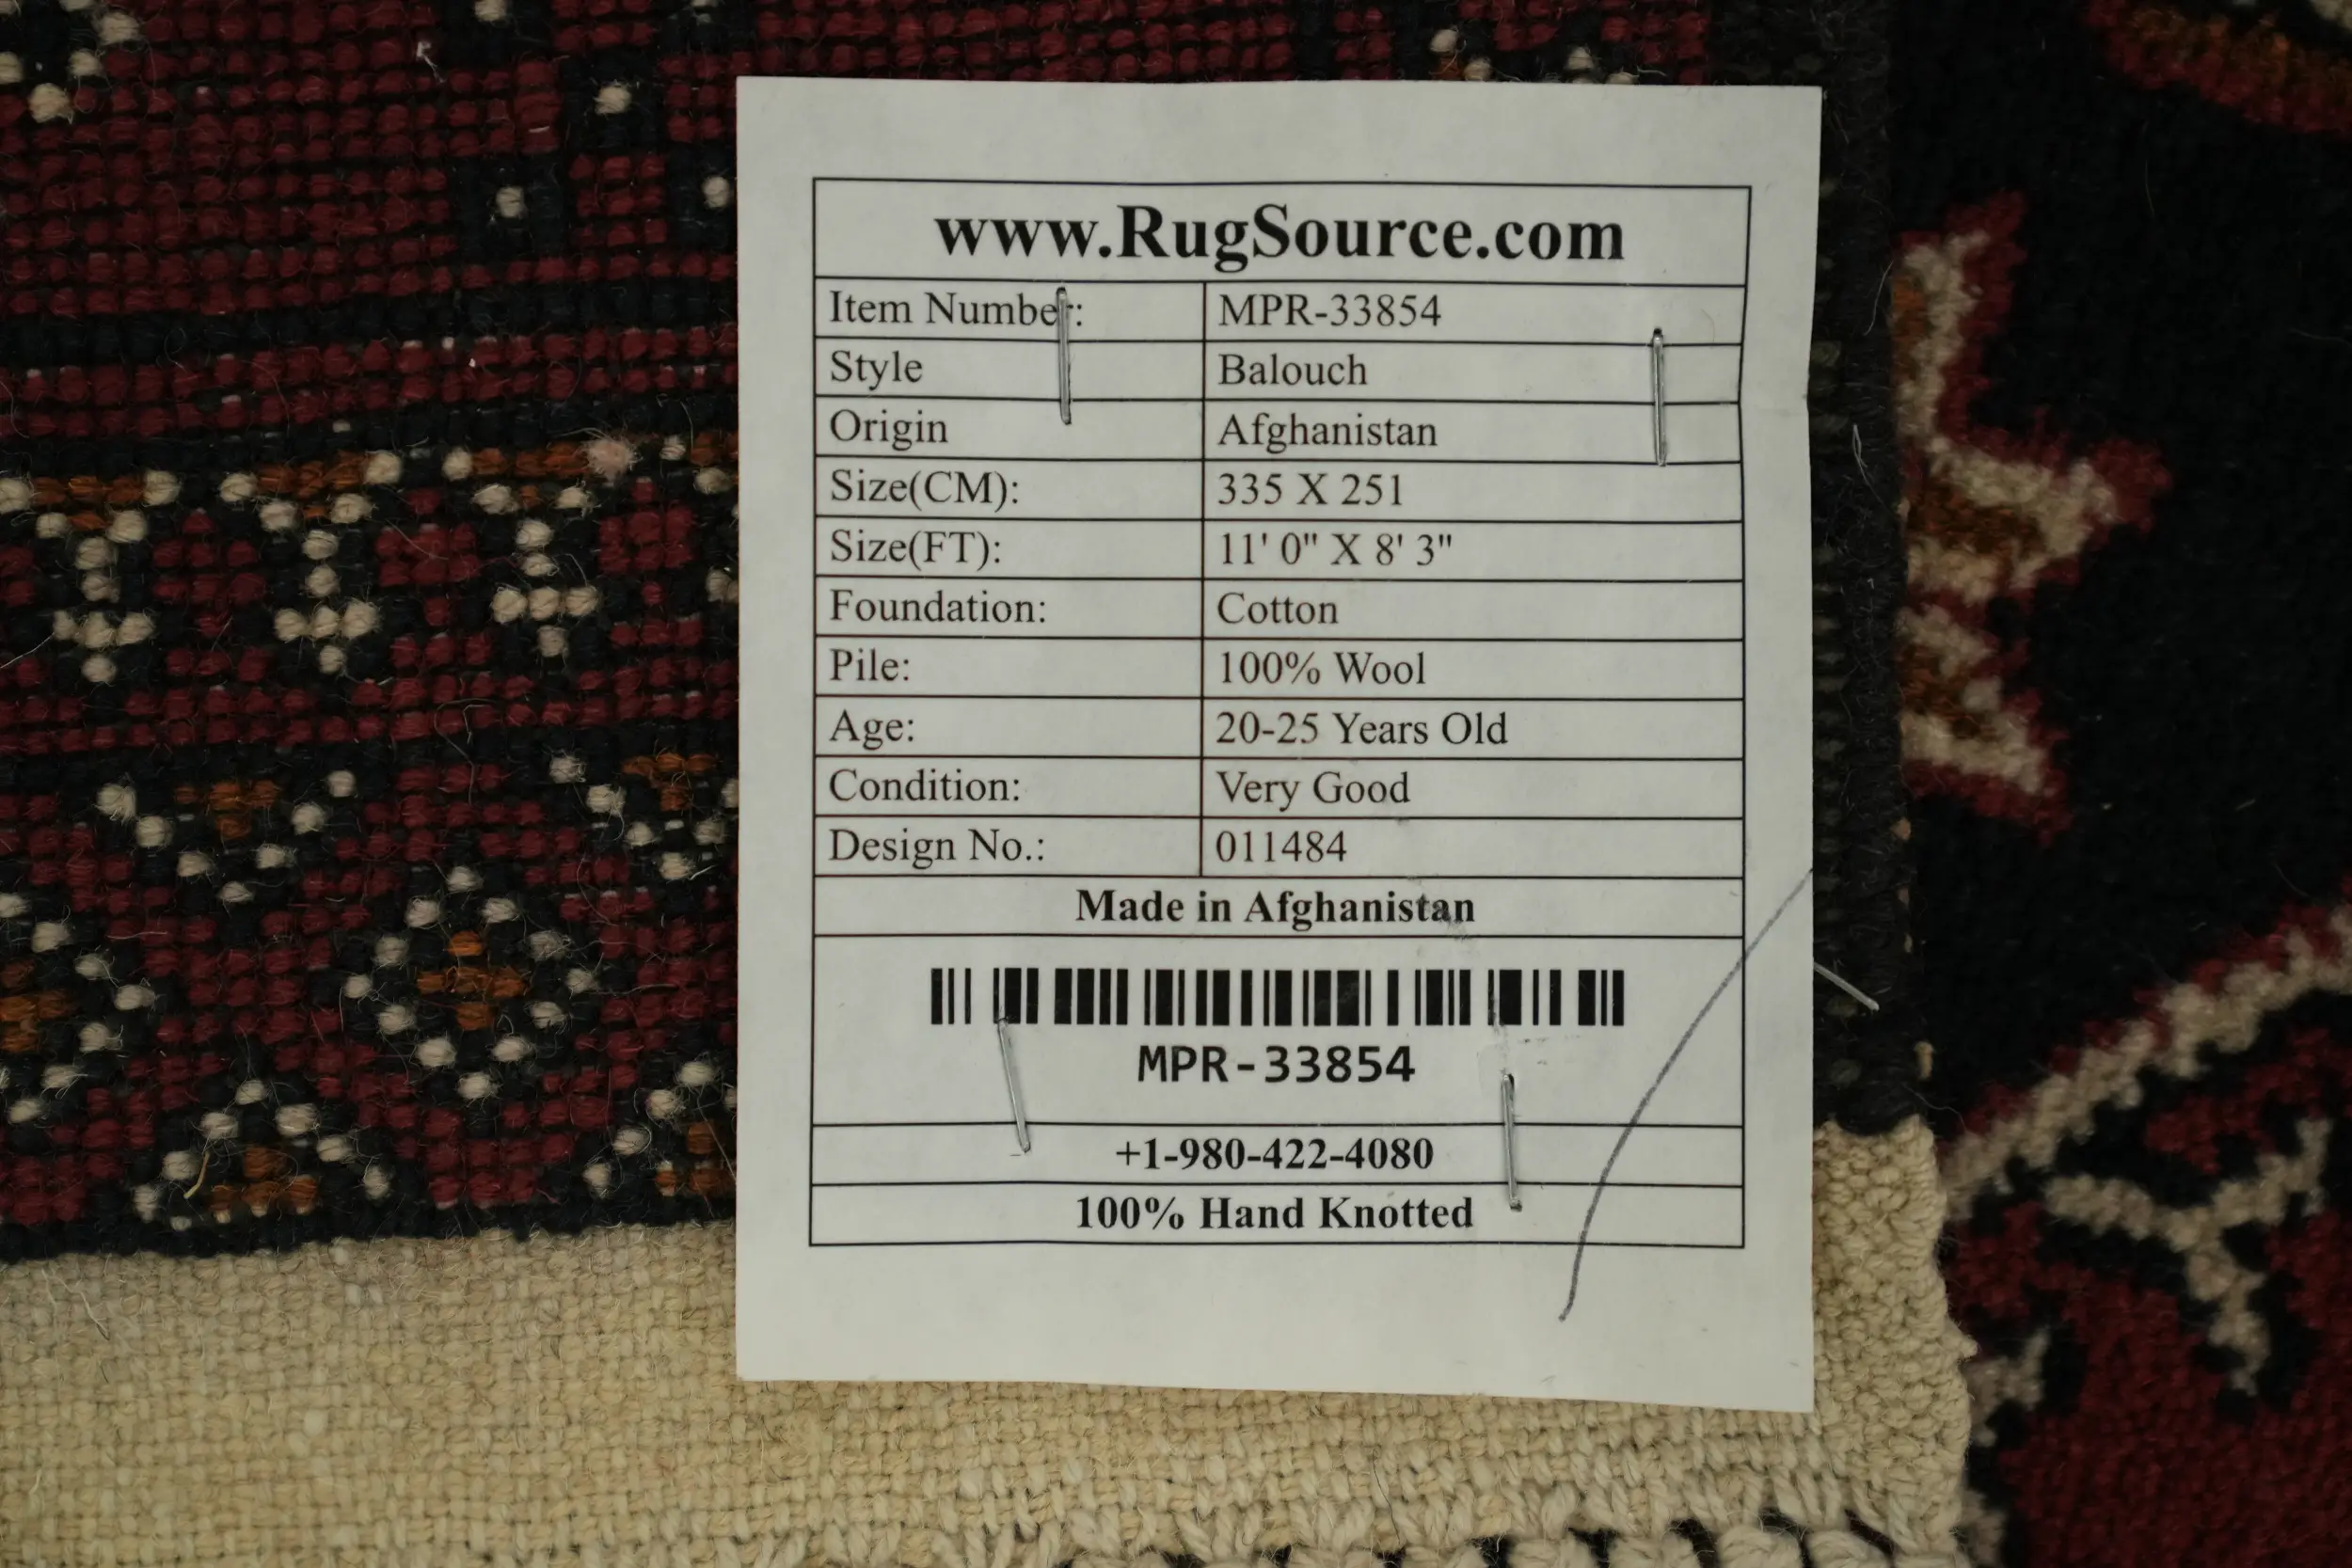 www.RugSource.com
Item Number: MPR-33854
Style Balouch
Origin Afghanistan
Size(CM): 335 X 251
Size(FT): 11' 0" X 8' 3"
Foundation: Cotton
Pile: 100% Wool
Age: 20-25 Years Old
Condition: Very Good
Design No.: 011484
Made in Afghanistan
MPR-33854
+1-980-422-4080
100% Hand Knotted